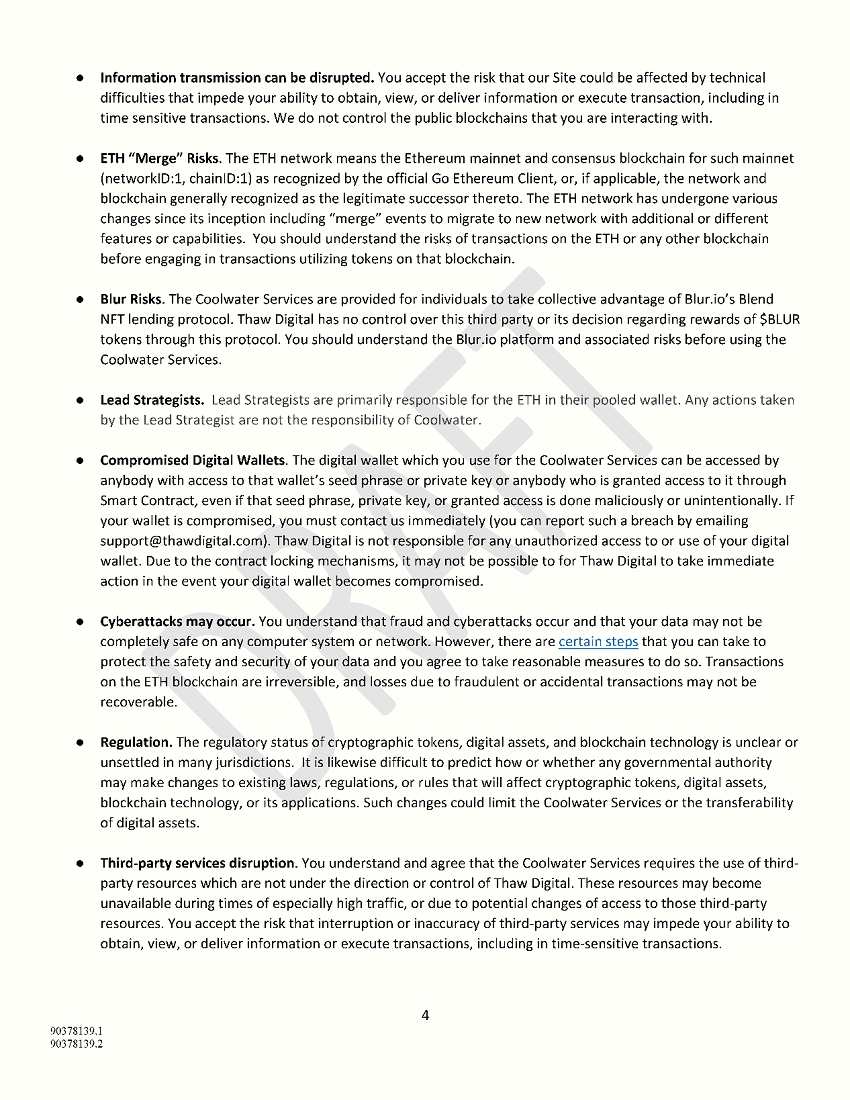 ● Information transmission can be disrupted. You accept the risk that our Site could be affected by technical
difficulties that impede your ability to obtain, view, or deliver information or execute transaction, including in
time sensitive transactions. We do not control the public blockchains that you are interacting with.
● ETH “Merge” Risks. The ETH network means the Ethereum mainnet and consensus blockchain for such mainnet
(networkID:1, chainID:1) as recognized by the official Go Ethereum Client, or, if applicable, the network and
blockchain generally recognized as the legitimate successor thereto. The ETH network has undergone various
changes since its inception including “merge” events to migrate to new network with additional or different
features or capabilities.  You should understand the risks of transactions on the ETH or any other blockchain
before engaging in transactions utilizing tokens on that blockchain.
● Blur Risks. The Coolwater Services are provided for individuals to take collective advantage of Blur.io’s Blend
NFT lending protocol. Thaw Digital has no control over this third party or its decision regarding rewards of $BLUR
tokens through this protocol. You should understand the Blur.io platform and associated risks before using the
Coolwater Services.
● Lead Strategists.  Lead Strategists are primarily responsible for the ETH in their pooled wallet. Any actions taken
by the Lead Strategist are not the responsibility of Coolwater.
● Compromised Digital Wallets. The digital wallet which you use for the Coolwater Services can be accessed by
anybody with access to that wallet’s seed phrase or private key or anybody who is granted access to it through
Smart Contract, even if that seed phrase, private key, or granted access is done maliciously or unintentionally. If
your wallet is compromised, you must contact us immediately (you can report such a breach by emailing
support@thawdigital.com). Thaw Digital is not responsible for any unauthorized access to or use of your digital
wallet. Due to the contract locking mechanisms, it may not be possible to for Thaw Digital to take immediate
action in the event your digital wallet becomes compromised.
● Cyberattacks may occur. You understand that fraud and cyberattacks occur and that your data may not be
completely safe on any computer system or network. However, there are certain steps that you can take to
protect the safety and security of your data and you agree to take reasonable measures to do so. Transactions
on the ETH blockchain are irreversible, and losses due to fraudulent or accidental transactions may not be
recoverable.
● Regulation. The regulatory status of cryptographic tokens, digital assets, and blockchain technology is unclear or
unsettled in many jurisdictions.  It is likewise difficult to predict how or whether any governmental authority
may make changes to existing laws, regulations, or rules that will affect cryptographic tokens, digital assets,
blockchain technology, or its applications. Such changes could limit the Coolwater Services or the transferability
of digital assets.
● Third-party services disruption. You understand and agree that the Coolwater Services requires the use of third-
party resources which are not under the direction or control of Thaw Digital. These resources may become
unavailable during times of especially high traffic, or due to potential changes of access to those third-party
resources. You accept the risk that interruption or inaccuracy of third-party services may impede your ability to
obtain, view, or deliver information or execute transactions, including in time-sensitive transactions.
DRAFT
4
90378139.1
90378139.2